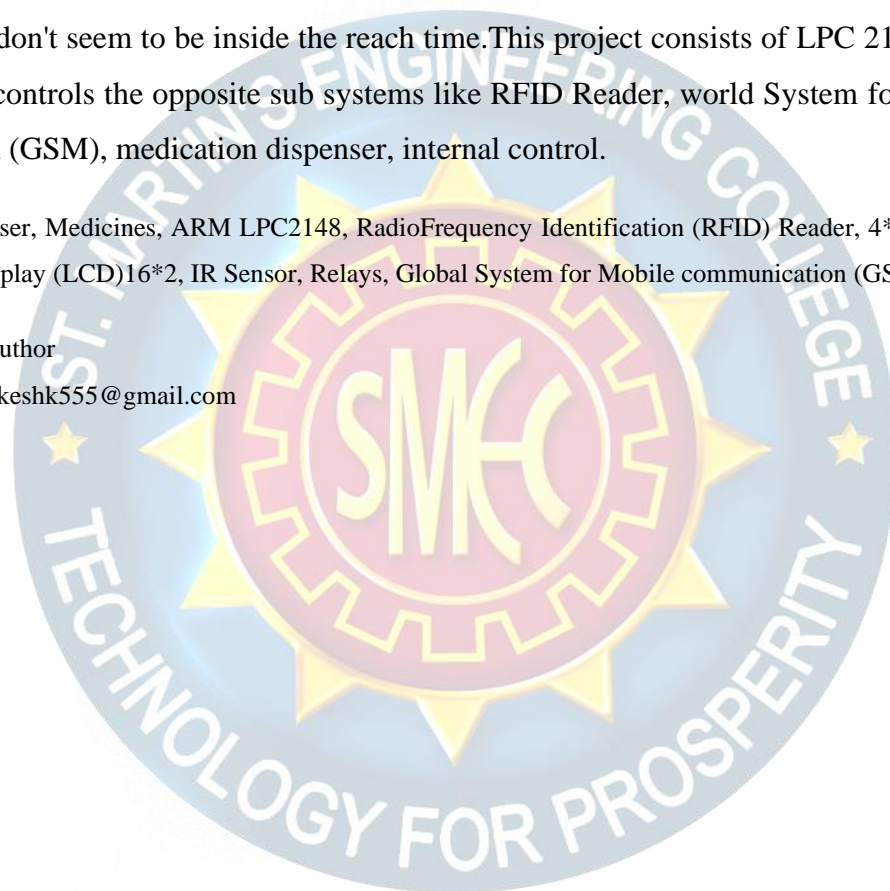 don't seem to be inside the reach time.This project consists of LPC 21
controls the opposite sub systems like RFID Reader, world System fo
(GSM), medication dispenser, internal control.
ser, Medicines, ARM LPC2148, RadioFrequency Identification (RFID) Reader, 4*
play (LCD)16*2, IR Sensor, Relays, Global System for Mobile communication (GS
uthor
keshk555@gmail.com
ST. MARTIN'S ENGINEERING COLLEGE
SMEC
TECHNOLOGY FOR PROSPERITY